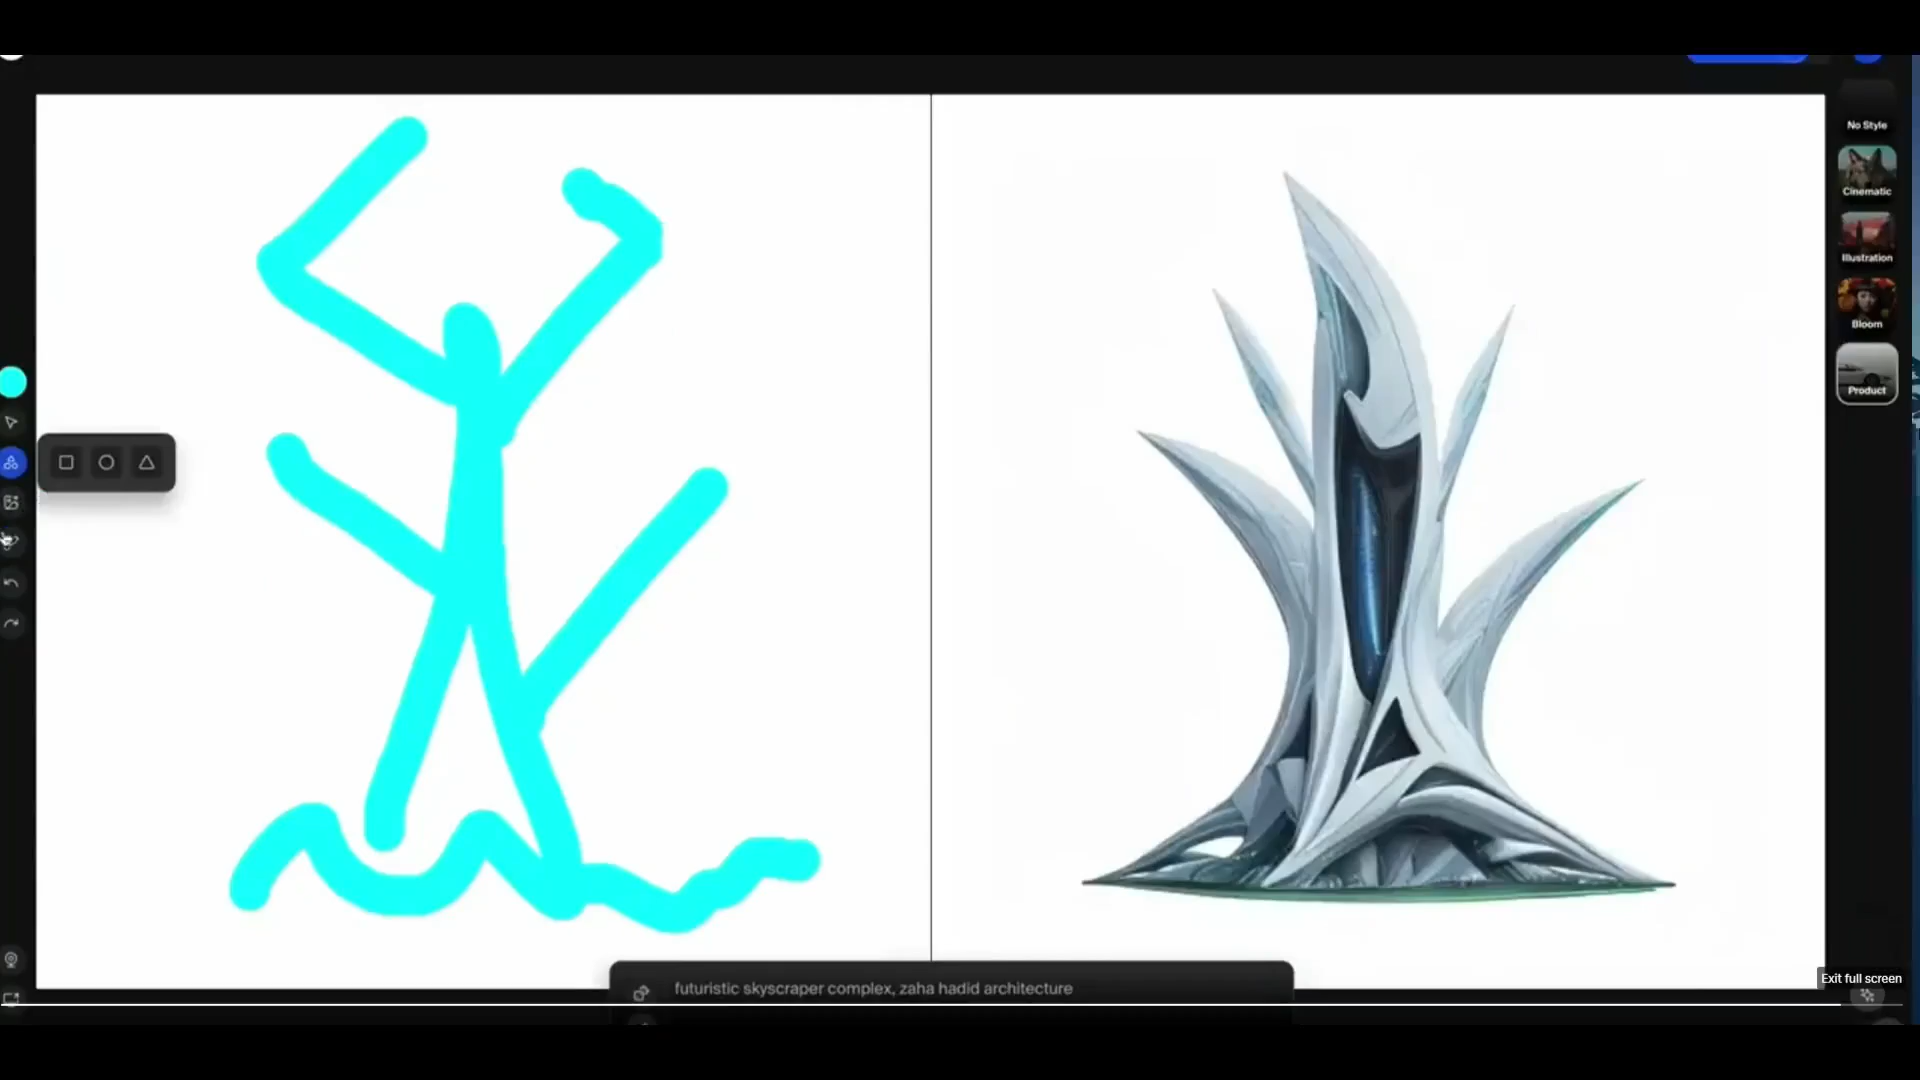 No Style
Cinematic
Illustration
Bloom
Product
Exit full screen
futuristic skyscraper complex, zaha hadid architecture